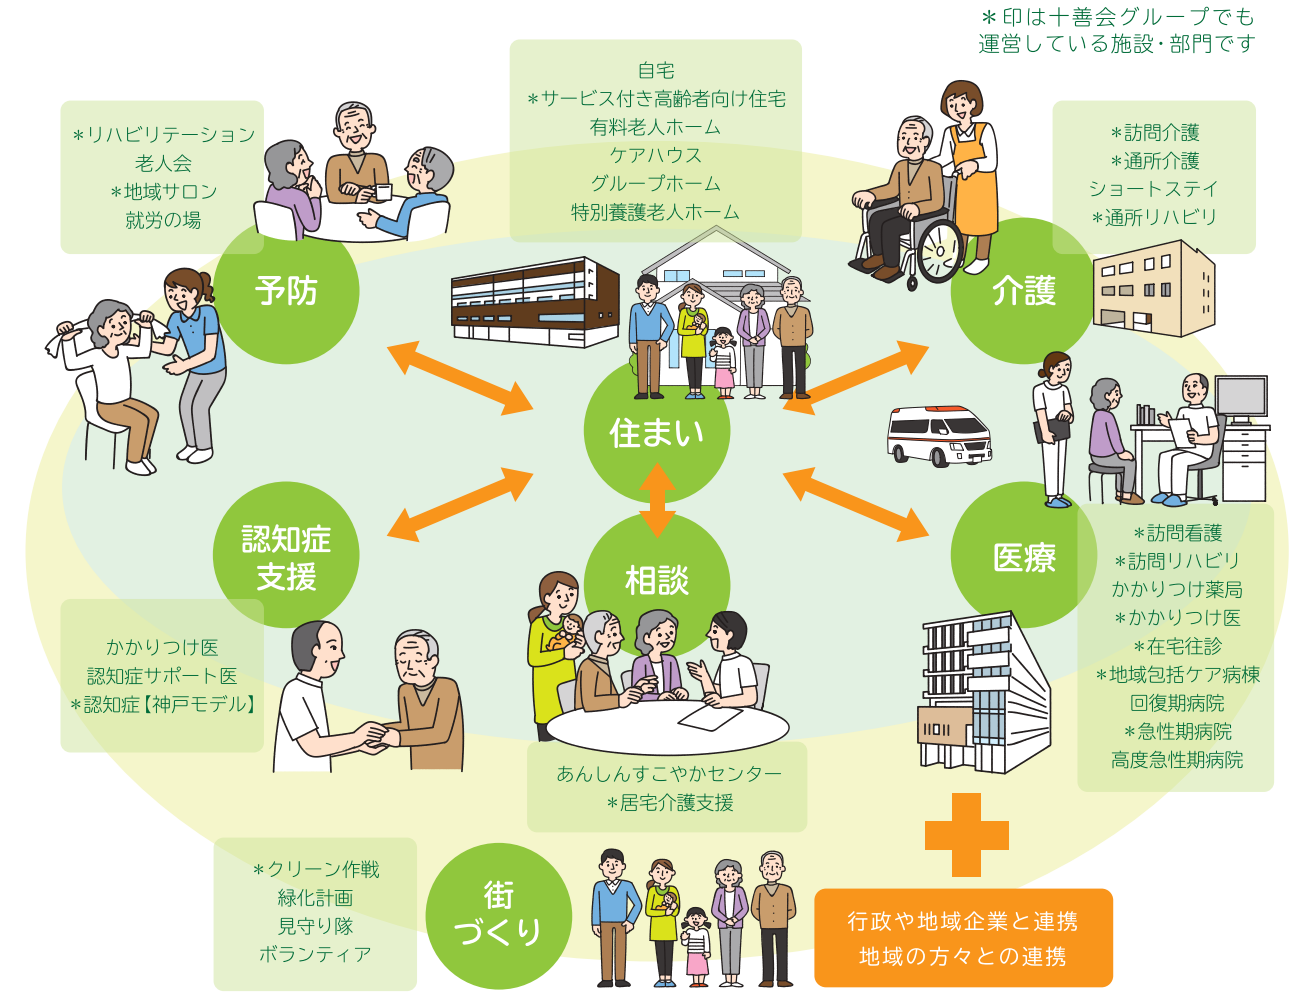 ＊印は十善会グループでも
運営している施設・部門です
＊リハビリテーション
老人会
＊地域サロン
就労の場
予防
自宅
＊サービス付き高齢者向け住宅
有料老人ホーム
ケアハウス
グループホーム
特別養護老人ホーム
住まい
＊訪問介護
＊通所介護
ショートステイ
＊通所リハビリ
介護
認知症
支援
かかりつけ医
認知症サポート医
＊認知症【神戸モデル】
相談
あんしんすこやかセンター
＊居宅介護支援
医療
＊訪問看護
＊訪問リハビリ
かかりつけ薬局
＊かかりつけ医
＊在宅往診
＊地域包括ケア病棟
回復期病院
＊急性期病院
高度急性期病院
＊クリーン作戦
緑化計画
見守り隊
ボランティア
街
づくり
行政や地域企業と連携
地域の方々との連携